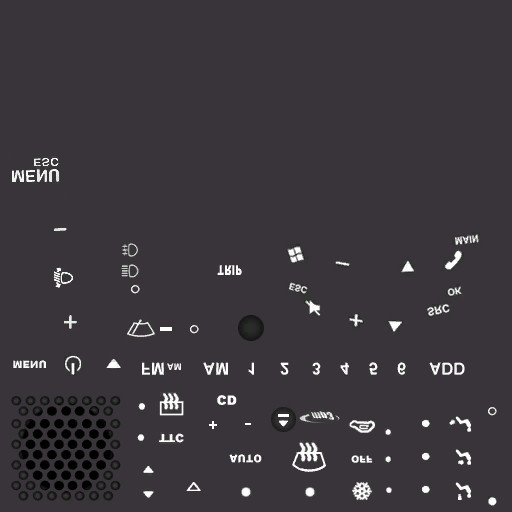 ESC
MENU
MAIN
TRIP
ESC
OK
SRC
MENU
FM AM AM 1 2 3 4 5 6 ADD
CD
mp3
TTC
AUTO
OFF